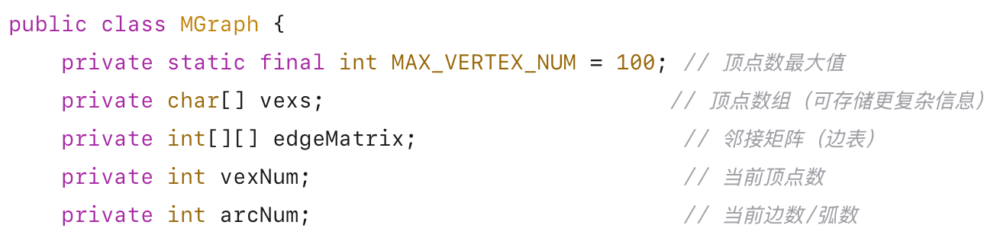 public class MGraph {
    private static final int MAX_VERTEX_NUM = 100; // 顶点数最大值
    private char[] vexs;                          // 顶点数组（可存储更复杂信息）
    private int[][] edgeMatrix;                    // 邻接矩阵（边表）
    private int vexNum;                            // 当前顶点数
    private int arcNum;                            // 当前边数/弧数